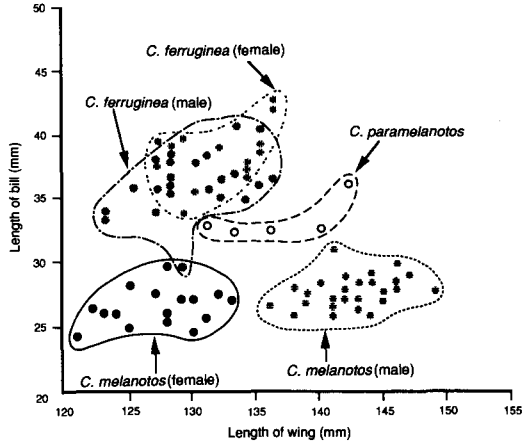 50
45
40
35
30
25
20
Length of bill (mm)
C. ferruginea (female)
C. ferruginea (male)
C. paramelanotos
C. melanotos (female)
C. melanotos (male)
120 125 130 135 140 145 150 155
Length of wing (mm)